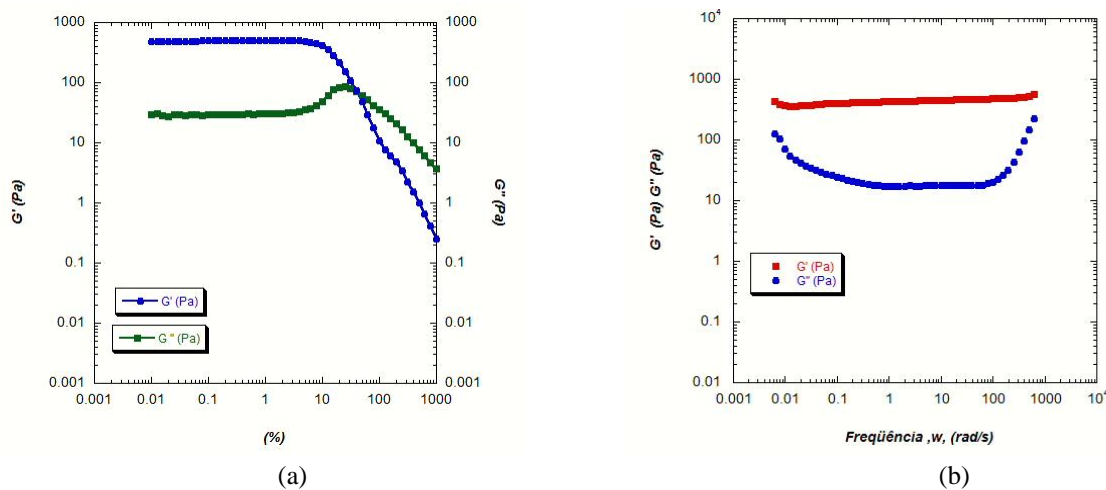 1000
100
10
1
0.1
0.01
0.001
G' (Pa)
1000
100
10
1
0.1
0.01
0.001
G"(Pa)
G' (Pa)
G " (Pa)
0.001 0.01 0.1 1 10 100 1000
(%)
(a)
10⁴
1000
100
10
1
0.1
0.01
G' (Pa) G" (Pa)
G' (Pa)
G" (Pa)
0.001 0.01 0.1 1 10 100 1000 10⁴
Freqüência ,w, (rad/s)
(b)